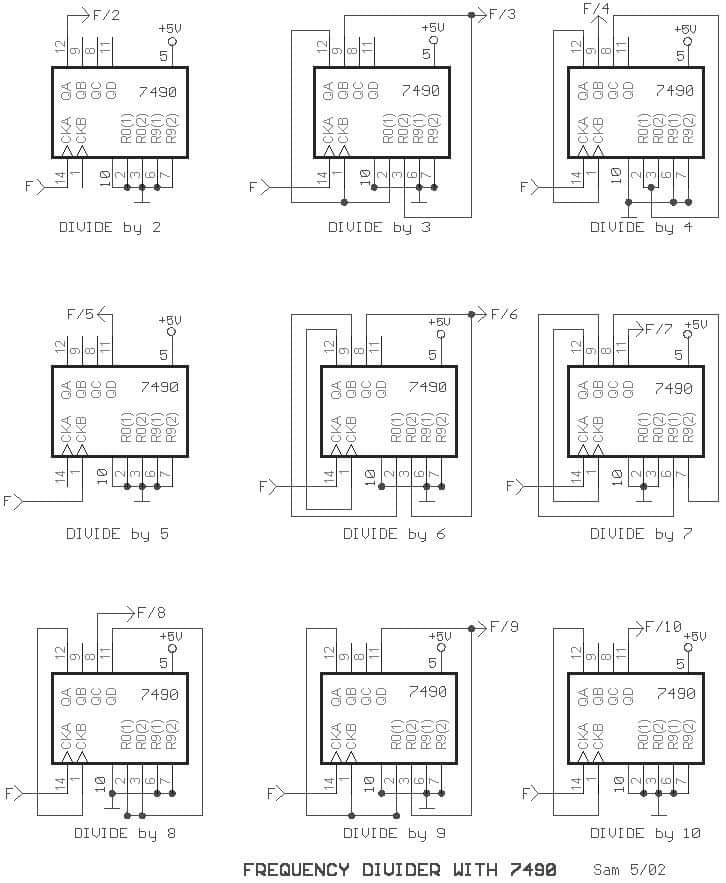 F/2
+5V
12 9 8 11 5
QA QB QC QD 7490
CKA CKB R0(1) R0(2) R9(1) R9(2)
F 14 1 10 2 3 6 7
DIVIDE by 2
F/3
+5V
12 9 8 11 5
QA QB QC QD 7490
CKA CKB R0(1) R0(2) R9(1) R9(2)
F 14 1 10 2 3 6 7
DIVIDE by 3
F/4
+5V
12 9 8 11 5
QA QB QC QD 7490
CKA CKB R0(1) R0(2) R9(1) R9(2)
F 14 1 10 2 3 6 7
DIVIDE by 4
F/5
+5V
12 9 8 11 5
QA QB QC QD 7490
CKA CKB R0(1) R0(2) R9(1) R9(2)
F 14 1 10 2 3 6 7
DIVIDE by 5
F/6
+5V
12 9 8 11 5
QA QB QC QD 7490
CKA CKB R0(1) R0(2) R9(1) R9(2)
F 14 1 10 2 3 6 7
DIVIDE by 6
F/7
+5V
12 9 8 11 5
QA QB QC QD 7490
CKA CKB R0(1) R0(2) R9(1) R9(2)
F 14 1 10 2 3 6 7
DIVIDE by 7
F/8
+5V
12 9 8 11 5
QA QB QC QD 7490
CKA CKB R0(1) R0(2) R9(1) R9(2)
F 14 1 10 2 3 6 7
DIVIDE by 8
F/9
+5V
12 9 8 11 5
QA QB QC QD 7490
CKA CKB R0(1) R0(2) R9(1) R9(2)
F 14 1 10 2 3 6 7
DIVIDE by 9
F/10
+5V
12 9 8 11 5
QA QB QC QD 7490
CKA CKB R0(1) R0(2) R9(1) R9(2)
F 14 1 10 2 3 6 7
DIVIDE by 10
FREQUENCY DIVIDER WITH 7490 Sam 5/02